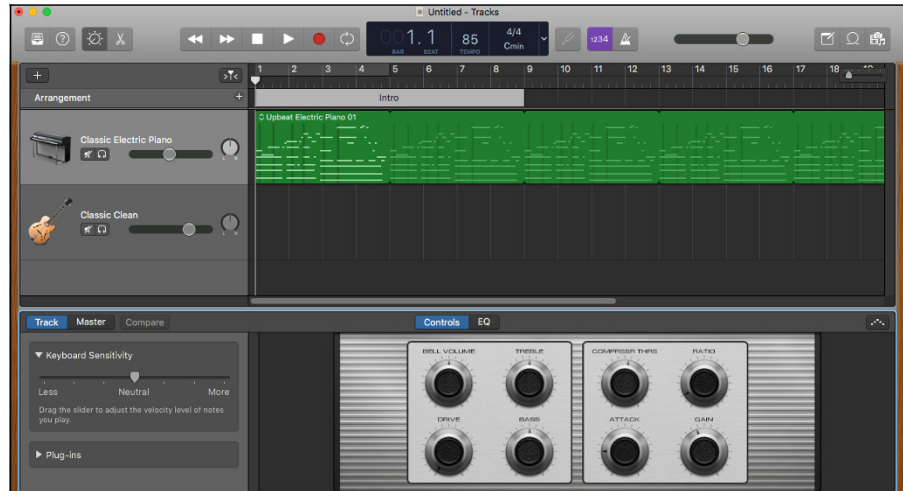 Untitled - Tracks
001.1
BAR BEAT
85
TEMPO
4/4
Cmin
1234
1 2 3 4 5 6 7 8 9 10 11 12 13 14 15 16 17 18
Arrangement
Intro
Upbeat Electric Piano 01
Classic Electric Piano
L R
Classic Clean
L R
Track Master Compare
Controls EQ
Keyboard Sensitivity
Less Neutral More
Drag the slider to adjust the velocity level of notes
you play.
Plug-ins
BELL VOLUME TREBLE COMPRSSR THRS RATIO
DRIVE BASS ATTACK GAIN